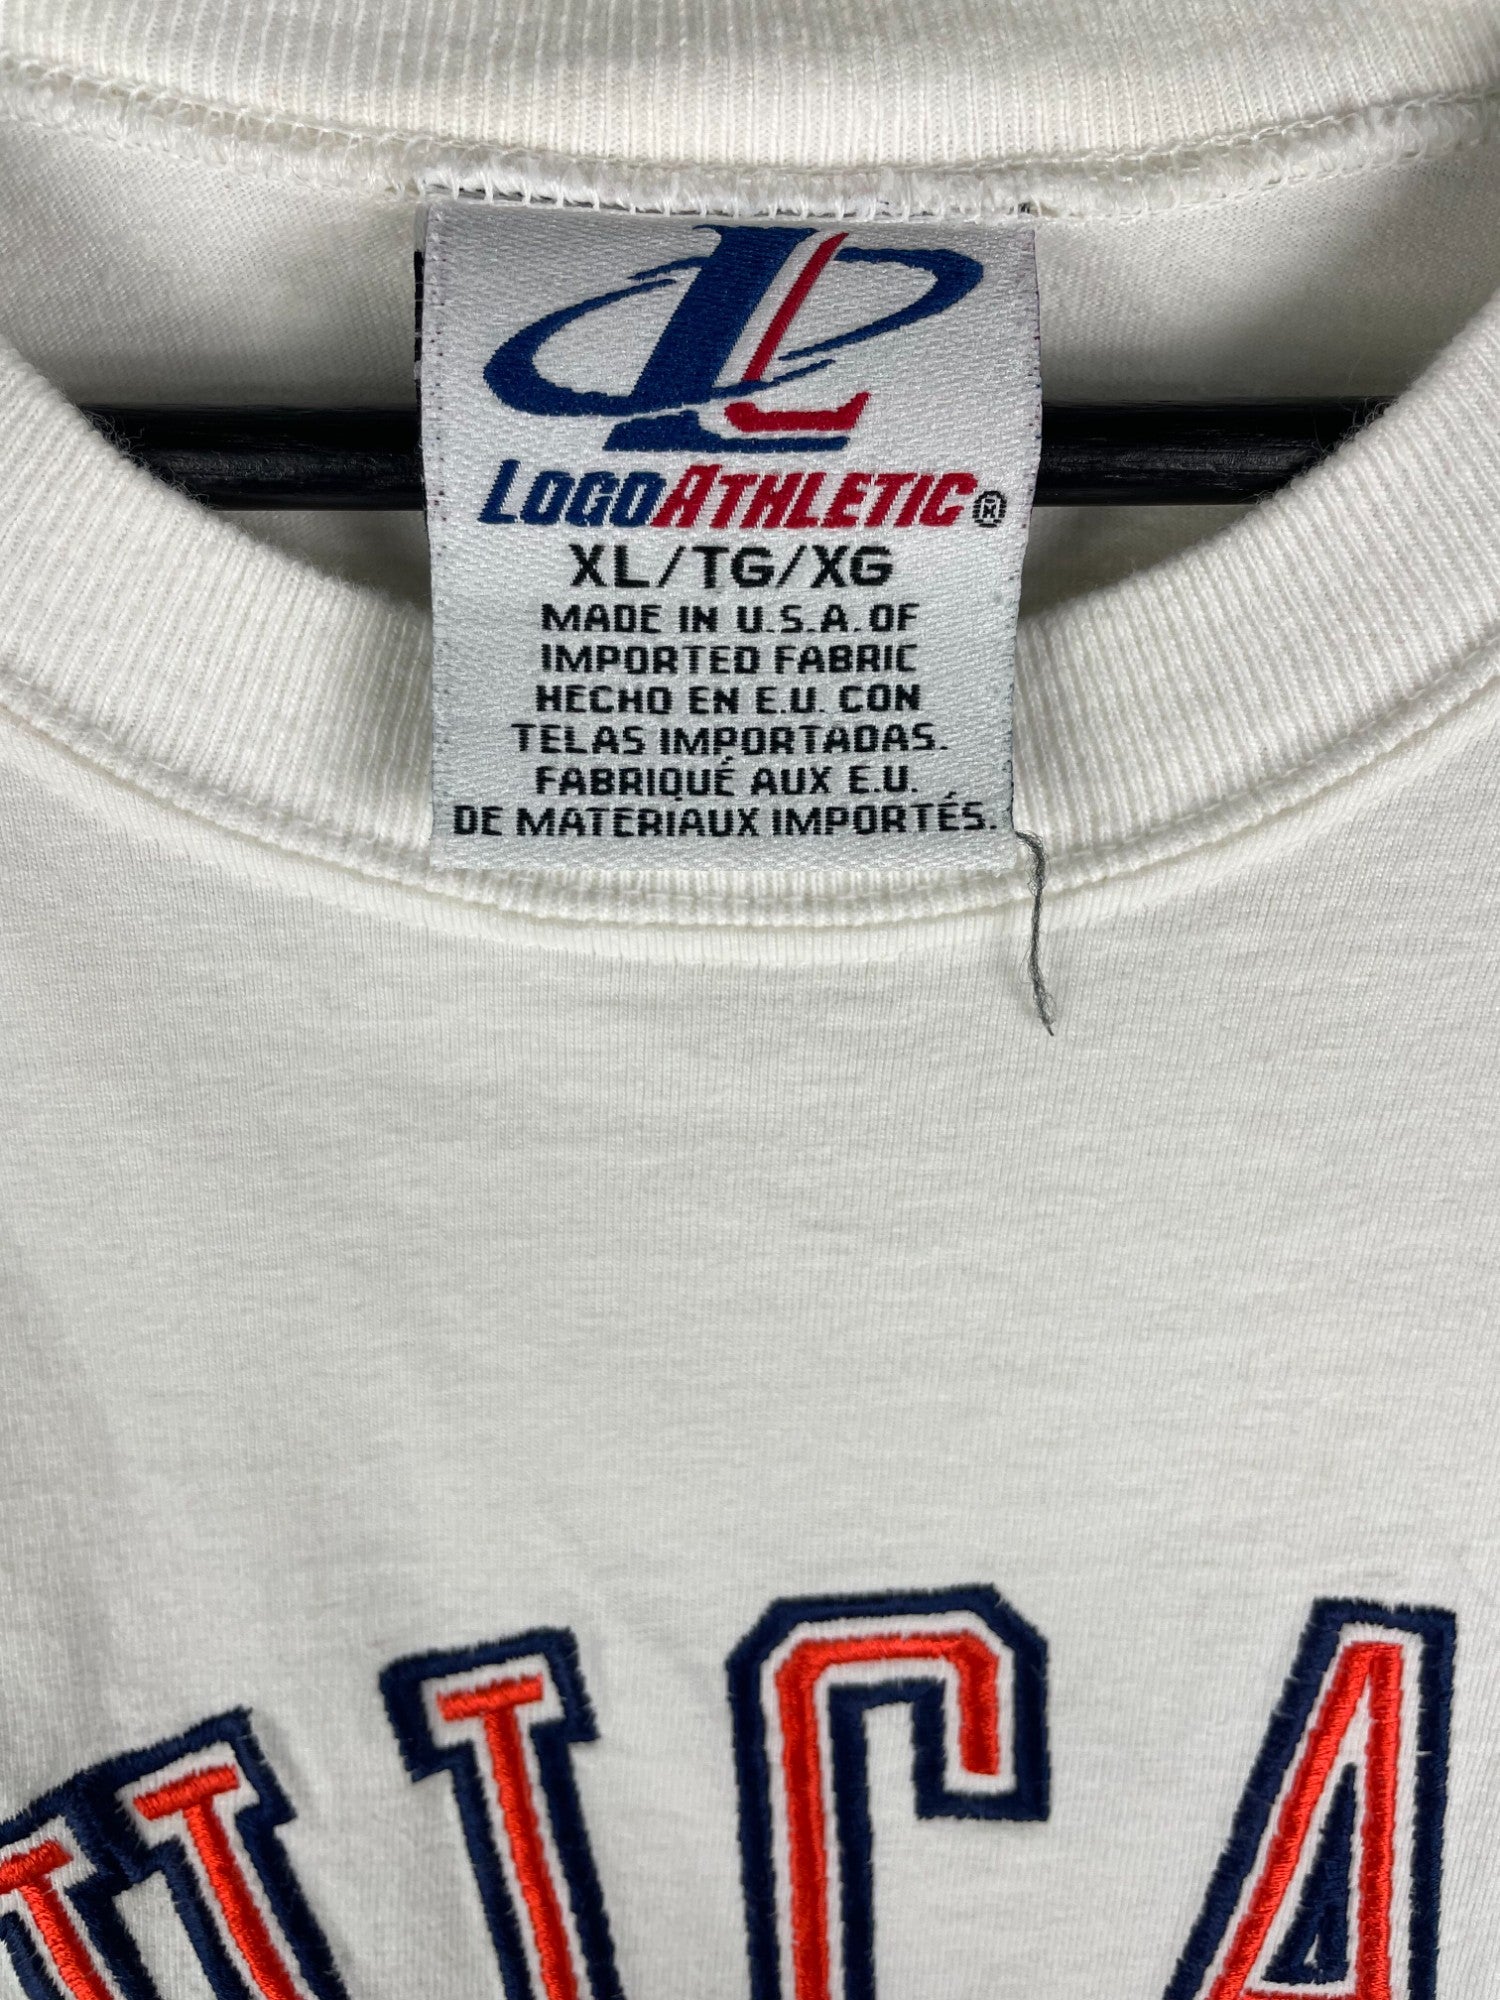 LOGOATHLETIC®
XL/TG/XG
MADE IN U.S.A. OF
IMPORTED FABRIC
HECHO EN E.U. CON
TELAS IMPORTADAS.
FABRIQUÉ AUX E.U.
DE MATERIAUX IMPORTÉS.